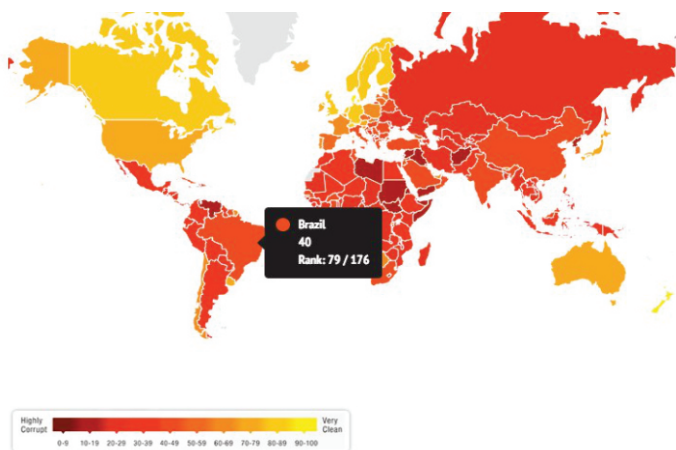 Brazil
40
Rank: 79 / 176
Highly Corrupt
Very Clean
0-9 10-19 20-29 30-39 40-49 50-59 60-69 70-79 80-89 90-100